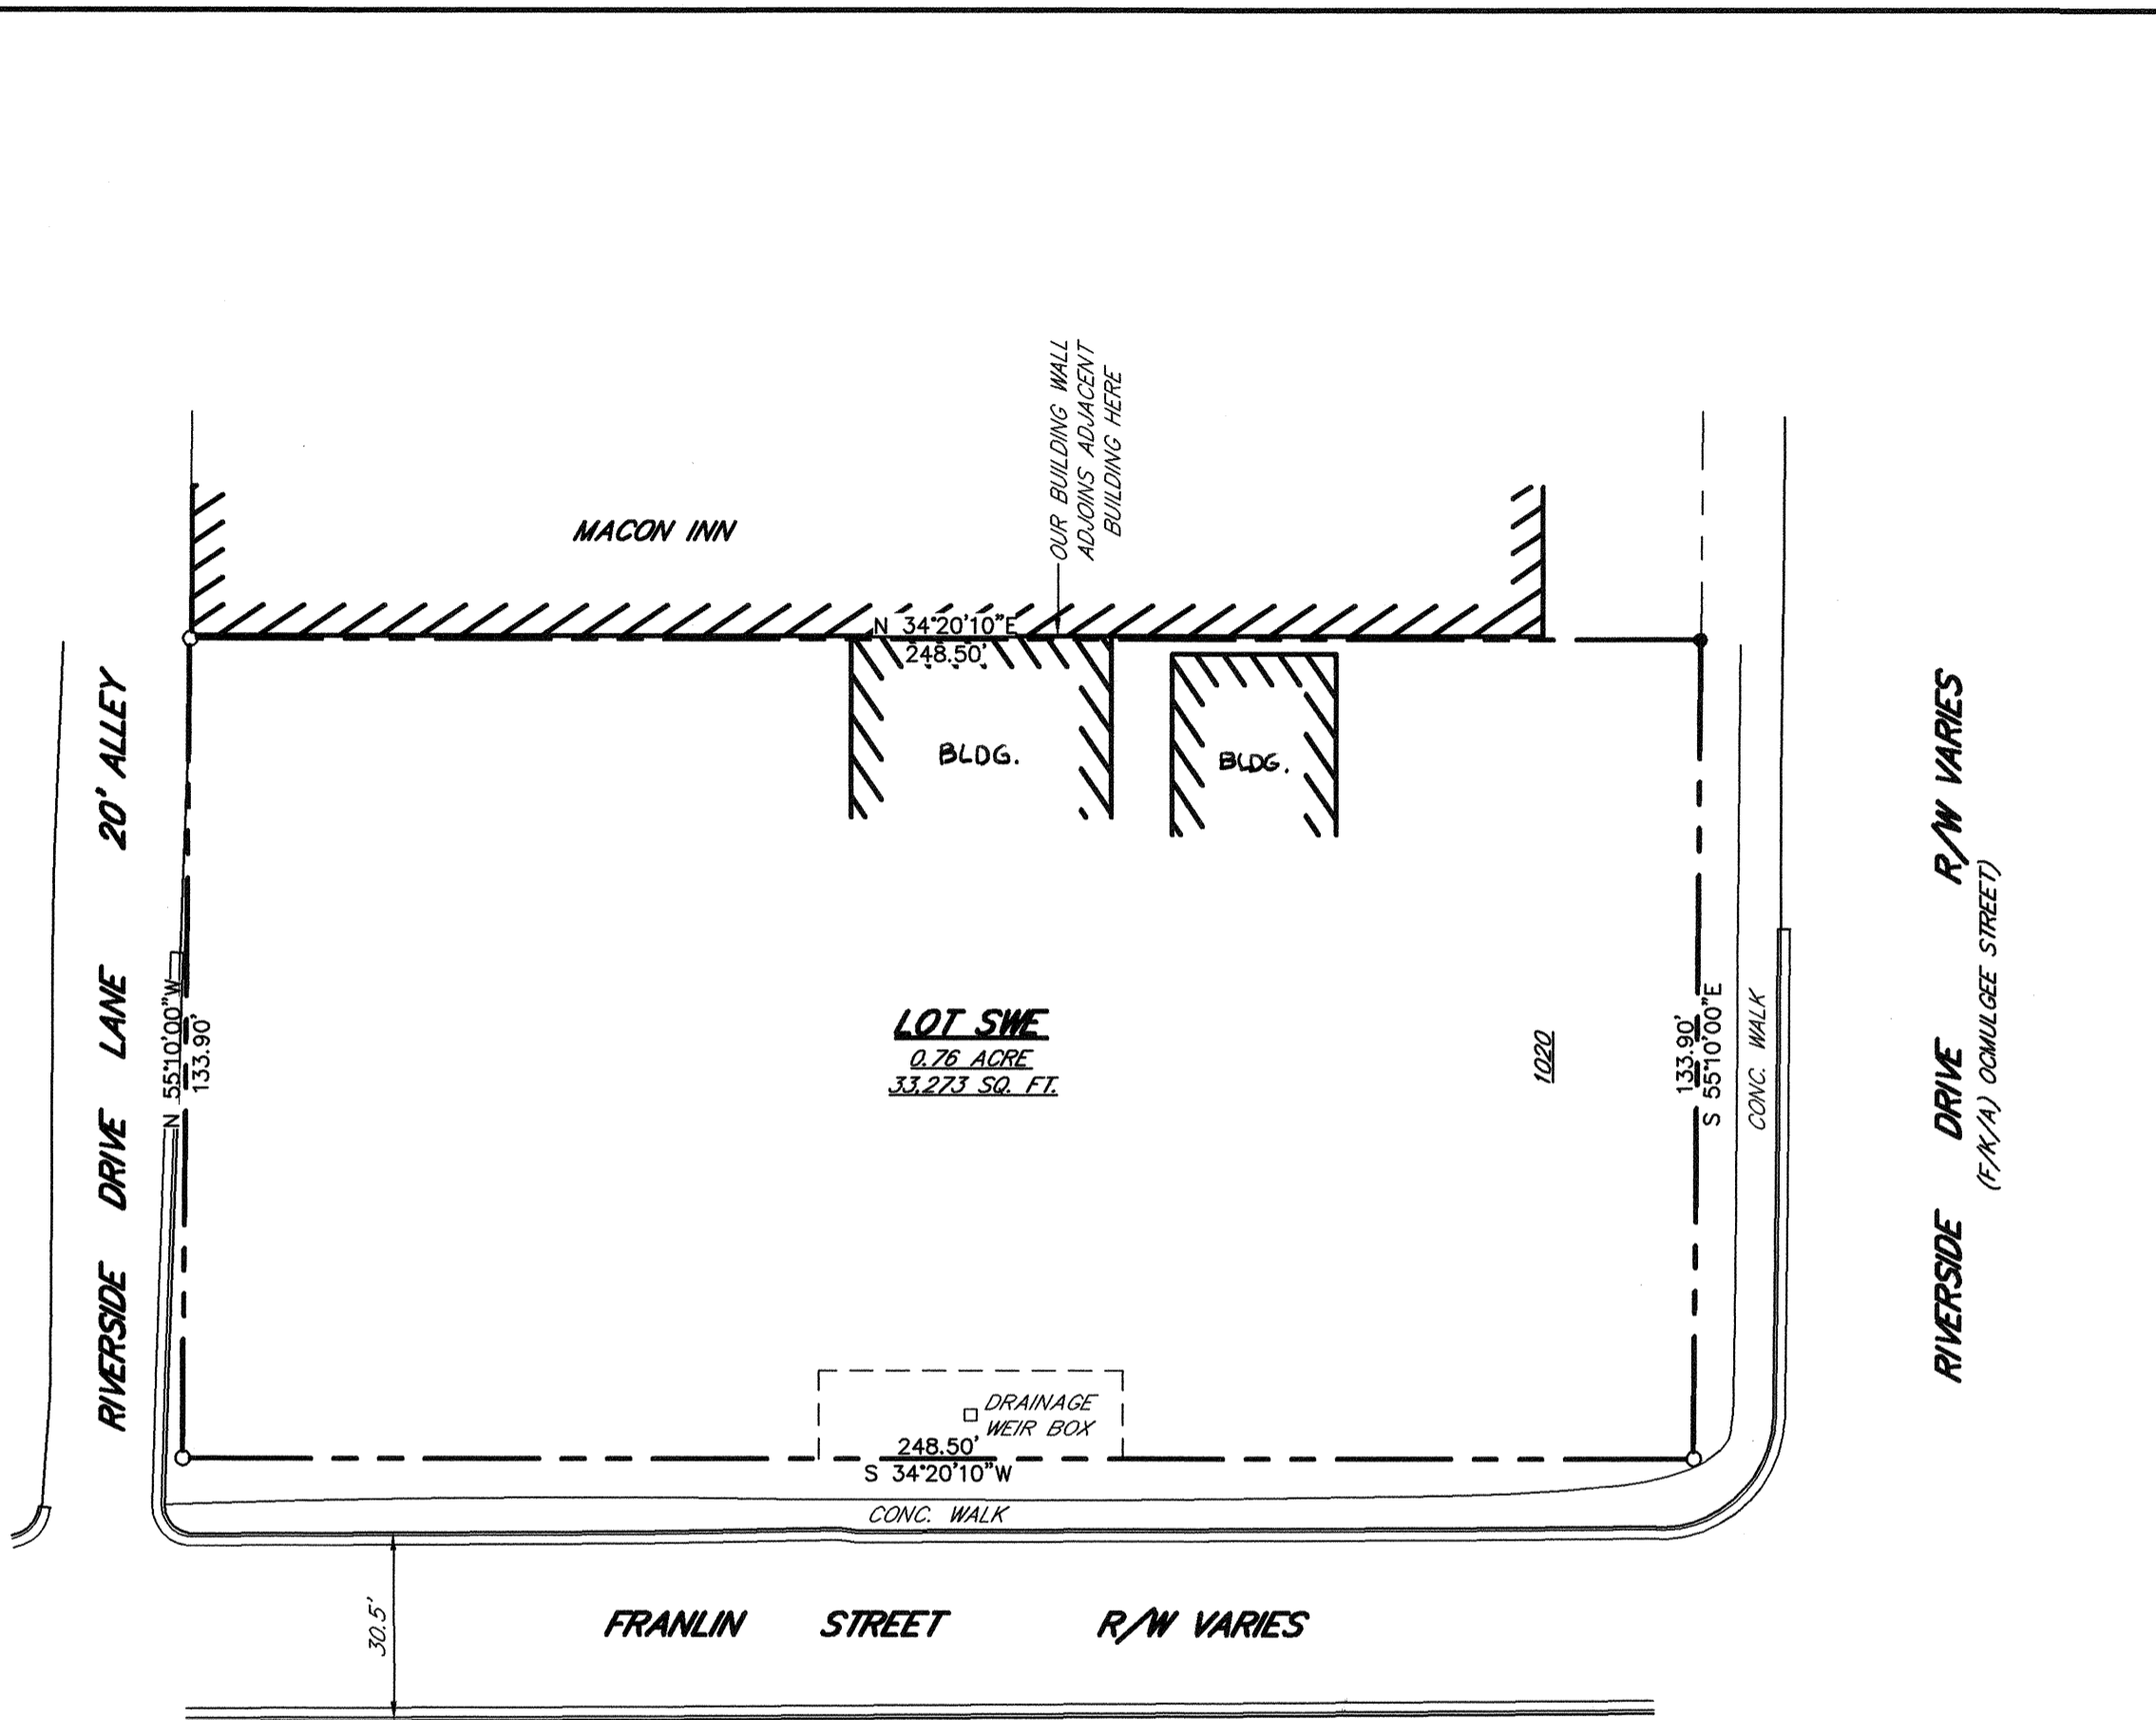 OUR BUILDING WALL
ADJOINS ADJACENT
BUILDING HERE
MACON INN
N 34°20'10"E
248.50'
BLDG.
BLDG.
RIVERSIDE DRIVE LANE 20' ALLEY
N 55°10'00"W
133.90'
LOT SWE
0.76 ACRE
33,273 SQ. FT.
1020
133.90'
S 55°10'00"E
CONC. WALK
RIVERSIDE DRIVE R/W VARIES
(F/K/A) OCMULGEE STREET)
DRAINAGE
WEIR BOX
248.50'
S 34°20'10"W
CONC. WALK
30.5'
FRANLIN STREET R/W VARIES